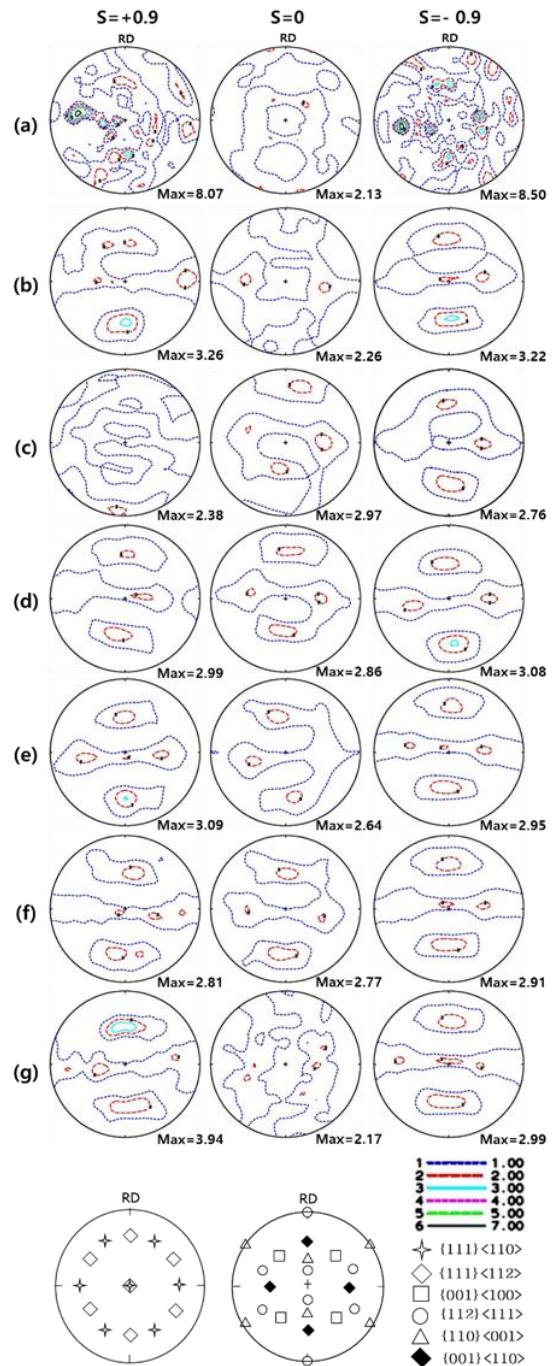 S=+0.9 S=0 S=- 0.9
RD RD RD
(a)
Max=8.07 Max=2.13 Max=8.50
(b)
Max=3.26 Max=2.26 Max=3.22
(c)
Max=2.38 Max=2.97 Max=2.76
(d)
Max=2.99 Max=2.86 Max=3.08
(e)
Max=3.09 Max=2.64 Max=2.95
(f)
Max=2.81 Max=2.77 Max=2.91
(g)
Max=3.94 Max=2.17 Max=2.99
RD RD
1 1.00
2 2.00
3 3.00
4 4.00
5 5.00
6 7.00
{111}<110>
{111}<112>
{001}<100>
{112}<111>
{110}<001>
{001}<110>